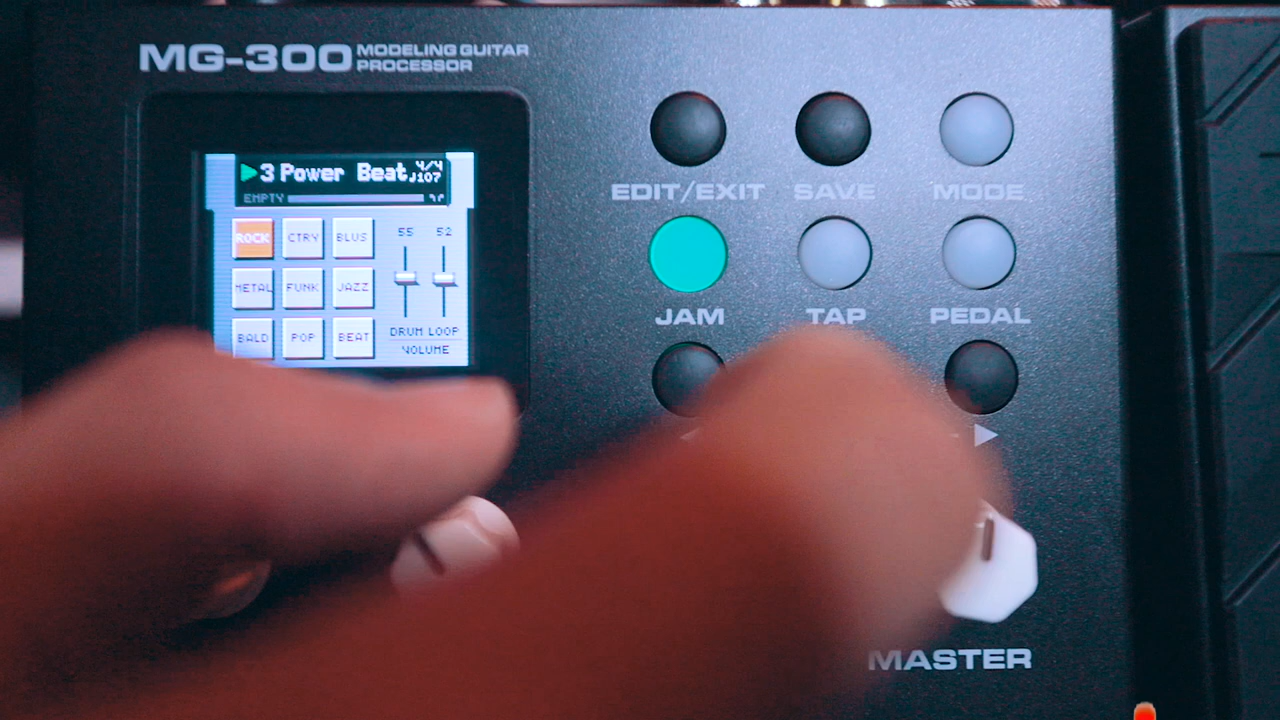 MG-300 MODELING GUITAR
PROCESSOR
3 Power Beat 4/4
♩107
EMPTY
ROCK CTRY BLUS 55 52
METAL FUNK JAZZ
BALD POP BEAT DRUM LOOP
VOLUME
EDIT/EXIT SAVE MODE
JAM TAP PEDAL
MASTER